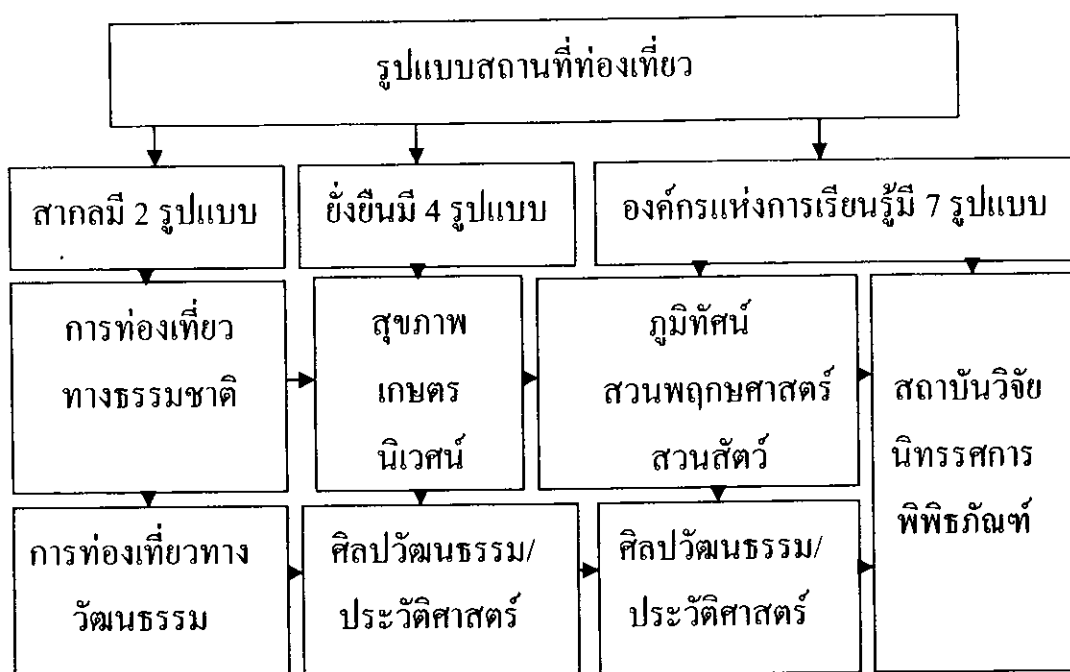 รูปแบบสถานที่ท่องเที่ยว
สากลมี 2 รูปแบบ
ยั่งยืนมี 4 รูปแบบ
องค์กรแห่งการเรียนรู้มี 7 รูปแบบ
การท่องเที่ยว
ทางธรรมชาติ
สุขภาพ
เกษตร
นิเวศน์
ภูมิทัศน์
สวนพฤกษศาสตร์
สวนสัตว์
สถาบันวิจัย
นิทรรศการ
พิพิธภัณฑ์
การท่องเที่ยวทาง
วัฒนธรรม
ศิลปวัฒนธรรม/
ประวัติศาสตร์
ศิลปวัฒนธรรม/
ประวัติศาสตร์